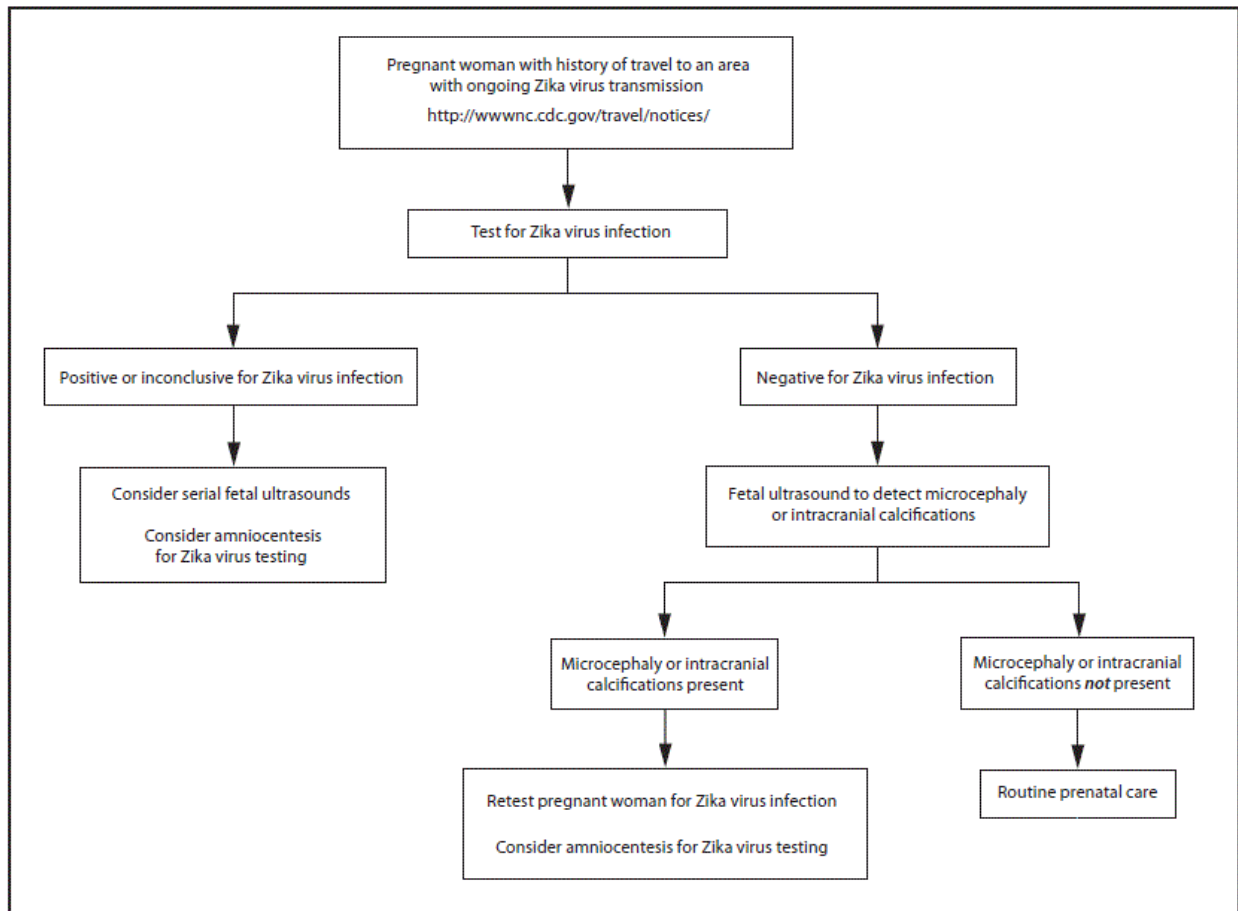 Pregnant woman with history of travel to an area
with ongoing Zika virus transmission
http://wwwnc.cdc.gov/travel/notices/
Test for Zika virus infection
Positive or inconclusive for Zika virus infection
Negative for Zika virus infection
Consider serial fetal ultrasounds
Consider amniocentesis
for Zika virus testing
Fetal ultrasound to detect microcephaly
or intracranial calcifications
Microcephaly or intracranial
calcifications present
Microcephaly or intracranial
calcifications not present
Retest pregnant woman for Zika virus infection
Consider amniocentesis for Zika virus testing
Routine prenatal care